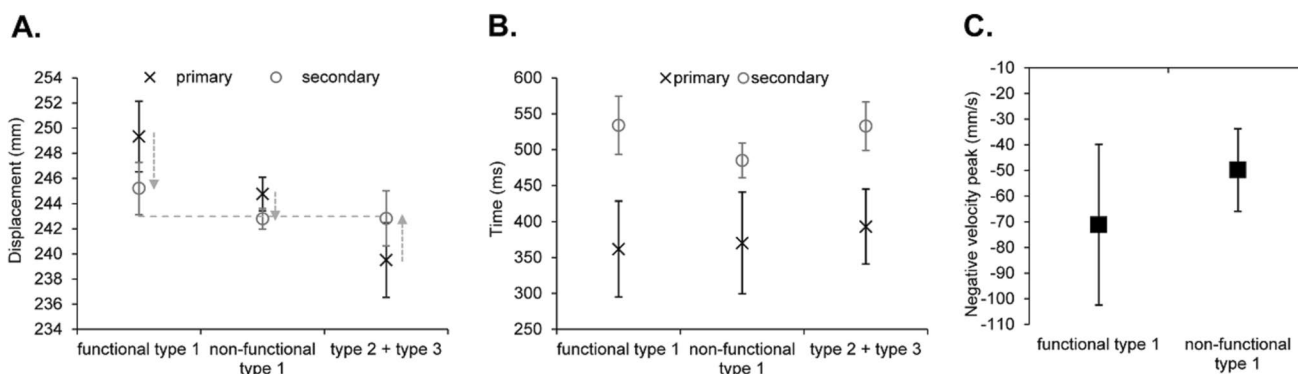 A.
× primary ○ secondary
Displacement (mm)
254
252
250
248
246
244
242
240
238
236
234
functional type 1
non-functional
type 1
type 2 + type 3
B.
×primary ○secondary
Time (ms)
600
550
500
450
400
350
300
250
functional type 1
non-functional
type 1
type 2 + type 3
C.
Negative velocity peak (mm/s)
-10
-20
-30
-40
-50
-60
-70
-80
-90
-100
-110
functional type 1
non-functional
type 1